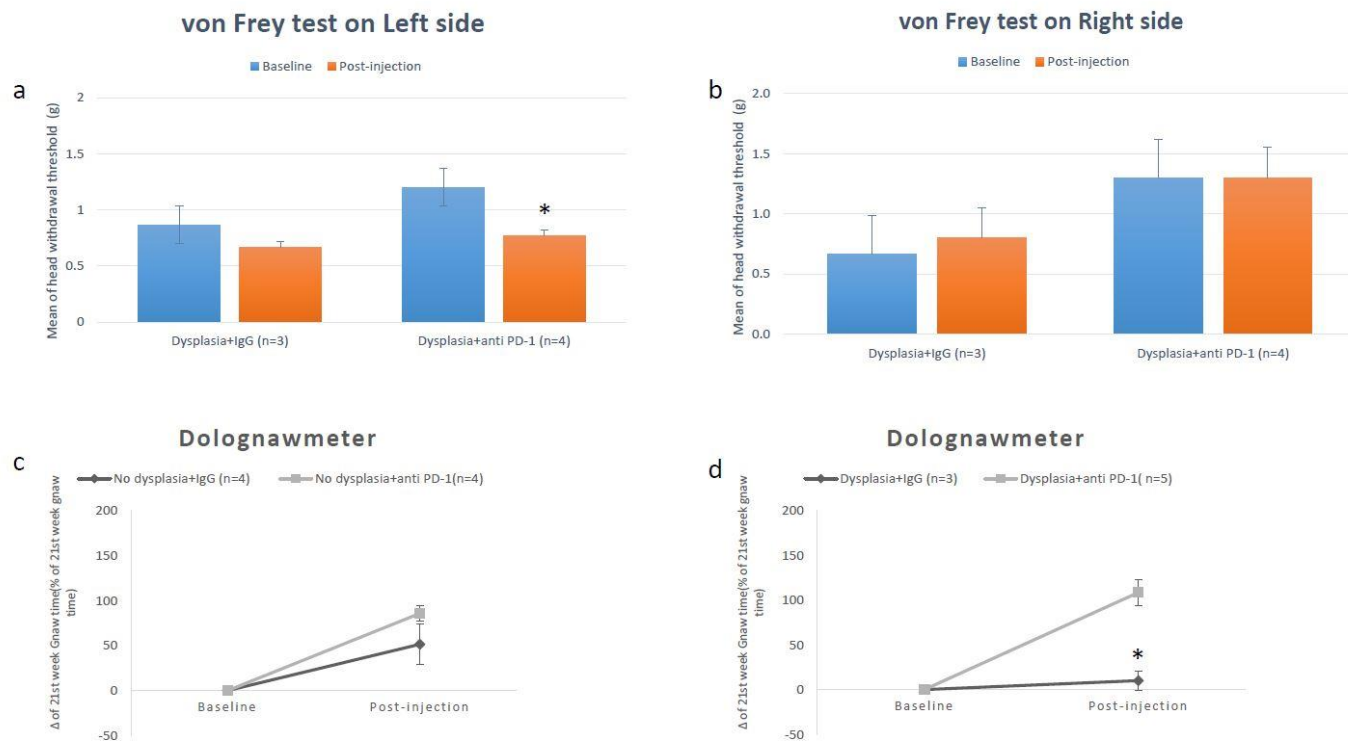 von Frey test on Left side
Baseline Post-injection
a
Mean of head withdrawal threshold (g)
2
1.5
1
0.5
0
*
Dysplasia+IgG (n=3) Dysplasia+anti PD-1 (n=4)
von Frey test on Right side
Baseline Post-injection
b
Mean of head withdrawal threshold (g)
2.0
1.5
1.0
0.5
0.0
Dysplasia+IgG (n=3) Dysplasia+anti PD-1 (n=4)
Dolognawmeter
c
No dysplasia+IgG (n=4) No dysplasia+anti PD-1(n=4)
Δ of 21st week Gnaw time(% of 21st week gnaw
time)
200
150
100
50
0
-50
Baseline Post-injection
Dolognawmeter
d
Dysplasia+IgG (n=3) Dysplasia+anti PD-1( n=5)
Δ of 21st week Gnaw time(% of 21st week gnaw
time)
200
150
100
50
0
-50
*
Baseline Post-injection